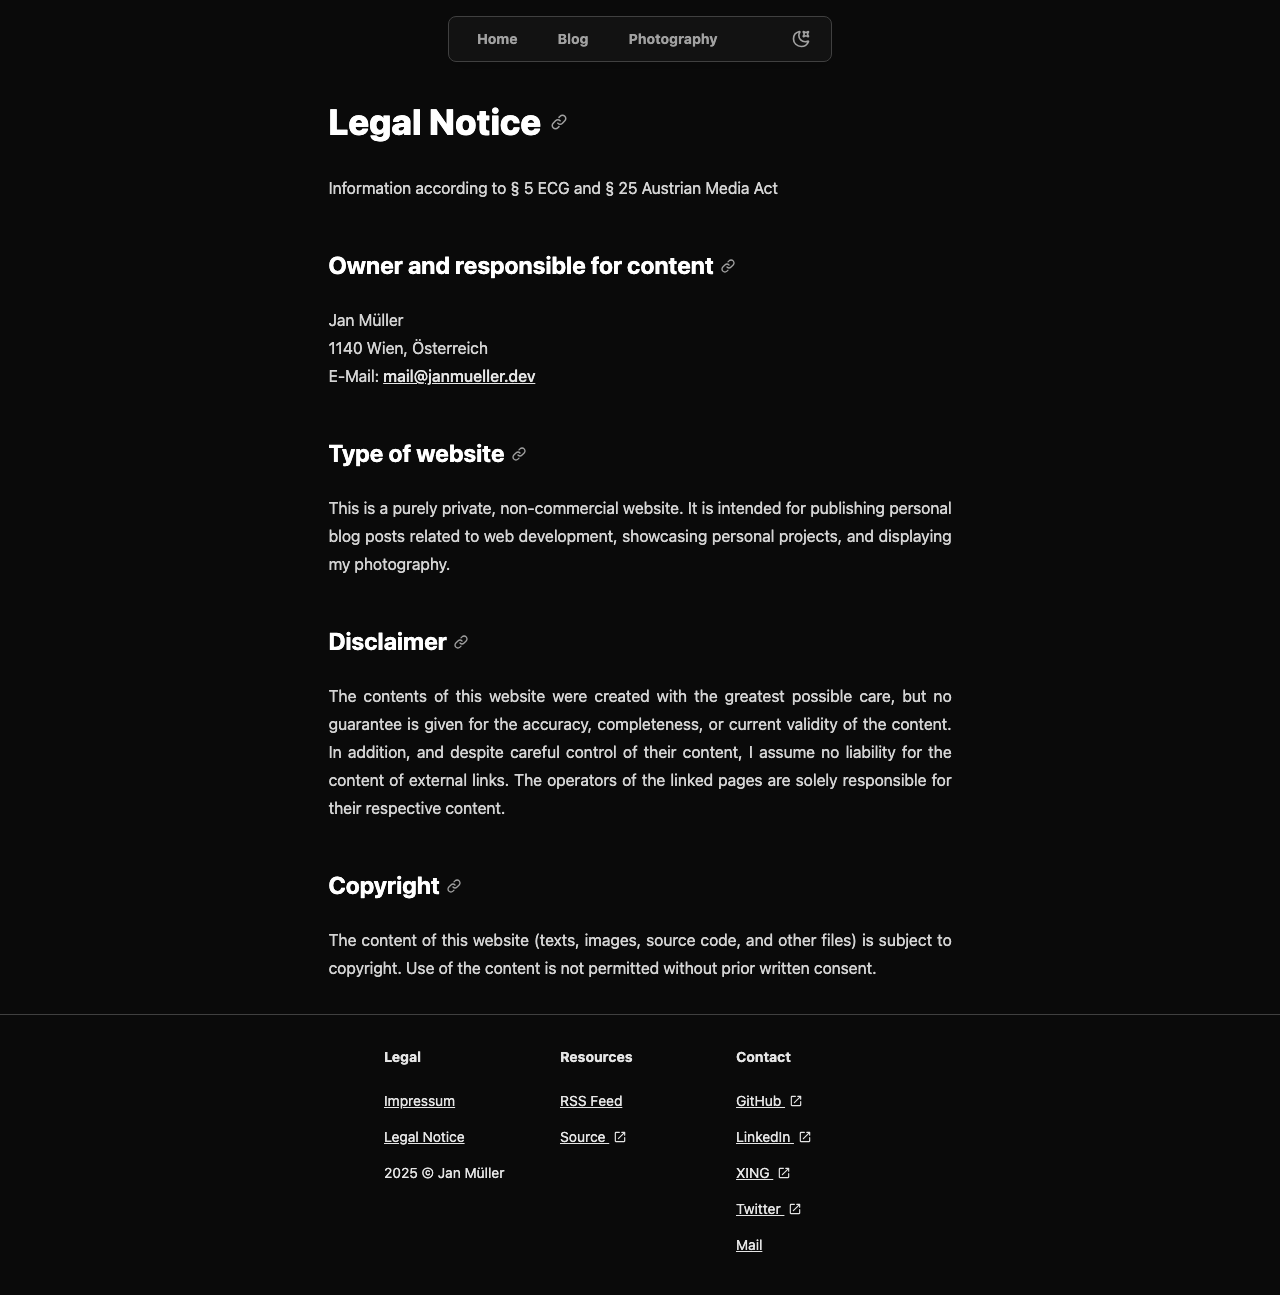 Home Blog Photography
Legal Notice
Information according to § 5 ECG and § 25 Austrian Media Act
Owner and responsible for content
Jan Müller
1140 Wien, Österreich
E-Mail: mail@janmueller.dev
Type of website
This is a purely private, non-commercial website. It is intended for publishing personal
blog posts related to web development, showcasing personal projects, and displaying
my photography.
Disclaimer
The contents of this website were created with the greatest possible care, but no
guarantee is given for the accuracy, completeness, or current validity of the content.
In addition, and despite careful control of their content, I assume no liability for the
content of external links. The operators of the linked pages are solely responsible for
their respective content.
Copyright
The content of this website (texts, images, source code, and other files) is subject to
copyright. Use of the content is not permitted without prior written consent.
Legal
Impressum
Legal Notice
2025 © Jan Müller
Resources
RSS Feed
Source
Contact
GitHub
LinkedIn
XING
Twitter
Mail